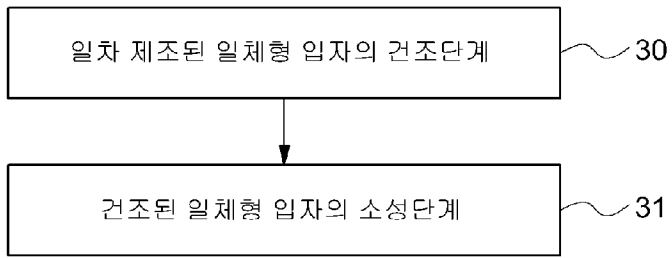 일차 제조된 일체형 입자의 건조단계
30
건조된 일체형 입자의 소성단계
31